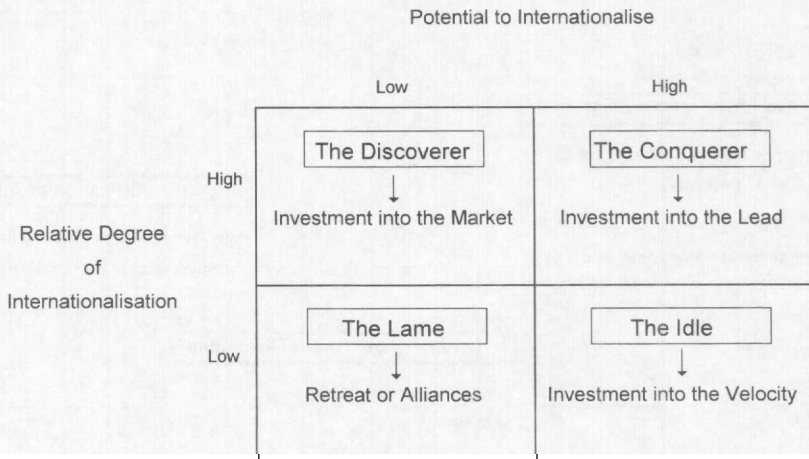 Potential to Internationalise
Low High
The Discoverer The Conquerer
High
Investment into the Market Investment into the Lead
Relative Degree
of
Internationalisation
The Lame The Idle
Low
Retreat or Alliances Investment into the Velocity